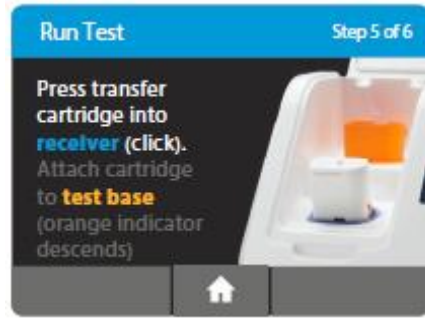 Run Test
Step 5 of 6
Press transfer
cartridge into
receiver (click).
Attach cartridge
to test base
(orange indicator
descends)